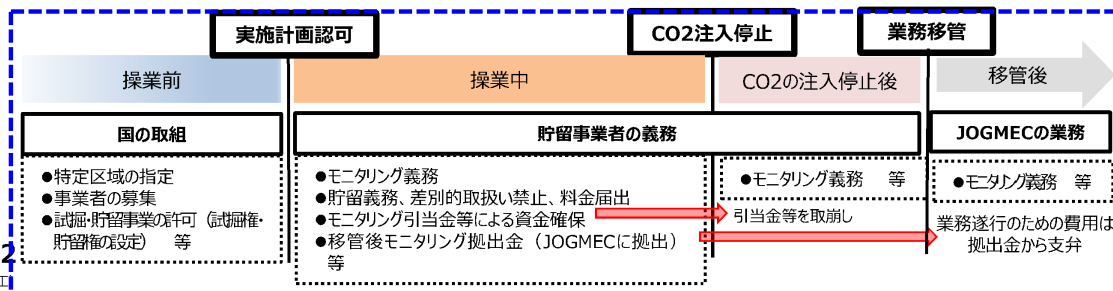 実施計画認可
CO2注入停止
業務移管
操業前
操業中
CO2の注入停止後
移管後
国の取組
貯留事業者の義務
JOGMECの業務
●特定区域の指定
●事業者の募集
●試掘・貯留事業の許可（試掘権・
貯留権の設定）　等
●モニタリング義務
●貯留義務、差別的取扱い禁止、料金届出
●モニタリング引当金等による資金確保
●移管後モニタリング拠出金（JOGMECに拠出）
等
●モニタリング義務　等
引当金等を取崩し
●モニタリング義務　等
業務遂行のための費用は
拠出金から支弁
2